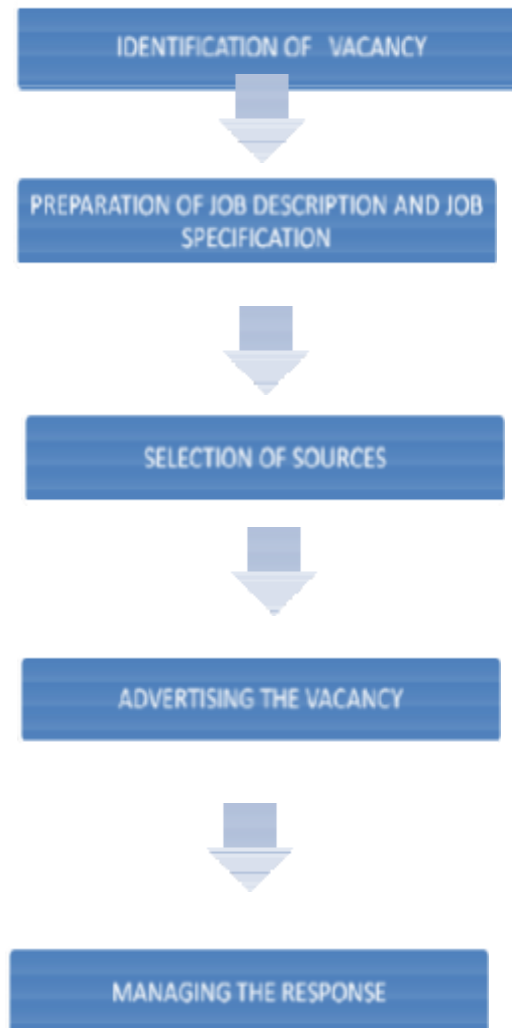 IDENTIFICATION OF VACANCY
PREPARATION OF JOB DESCRIPTION AND JOB
SPECIFICATION
SELECTION OF SOURCES
ADVERTISING THE VACANCY
MANAGING THE RESPONSE